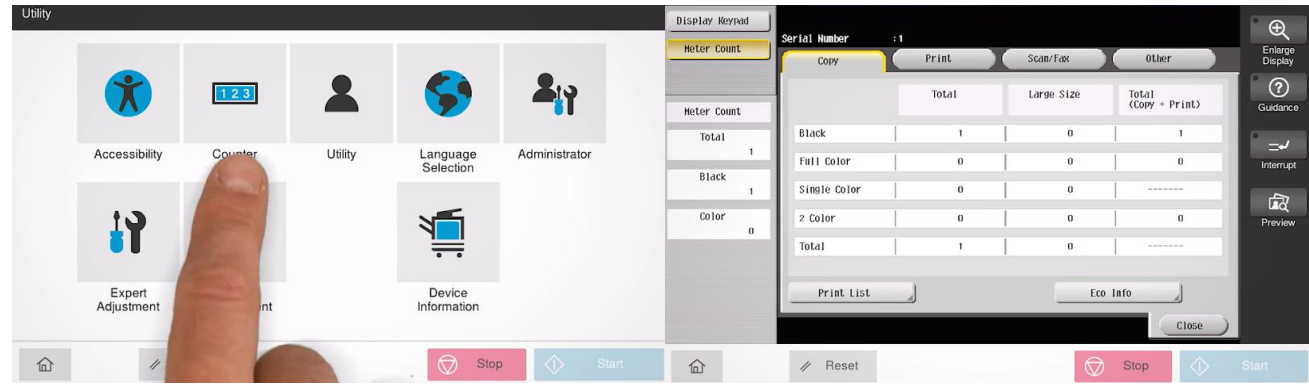 Utility
1 2 3
Accessibility
Counter
Utility
Language
Selection
Administrator
Expert
Adjustment
Device
Information
Stop
Start
Display Keypad
Meter Count
Meter Count
Total
1
Black
1
Color
0
Serial Number :1
Copy Print Scan/Fax Other
Total Large Size Total
(Copy + Print)
Black 1 0 1
Full Color 0 0 0
Single Color 0 0 -------
2 Color 0 0 0
Total 1 0 -------
Print List Eco Info
Close
Enlarge
Display
Guidance
Interrupt
Preview
Reset Stop Start